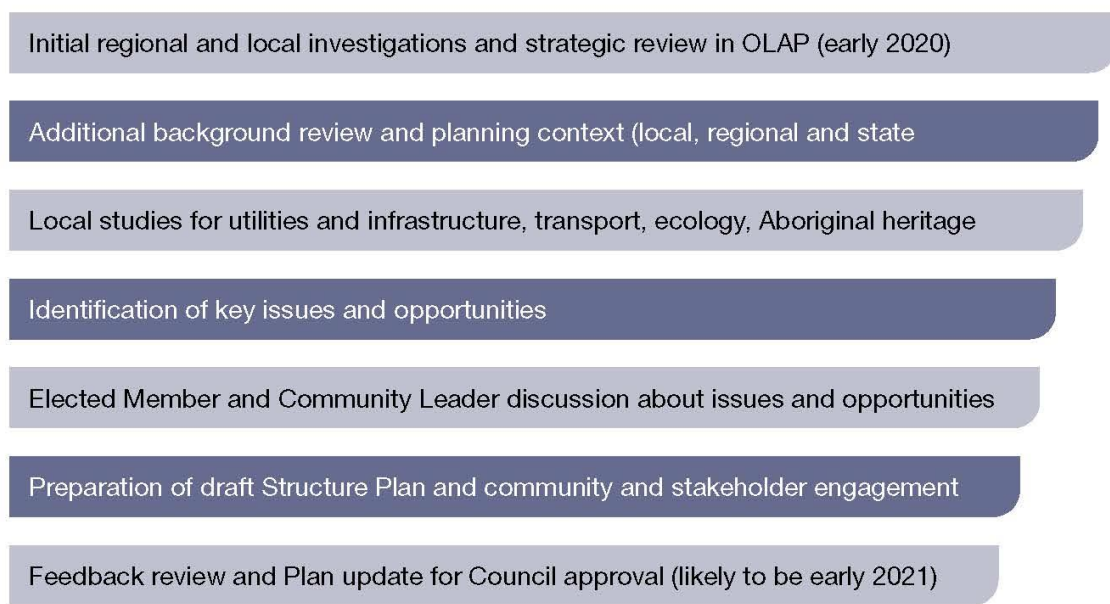 Initial regional and local investigations and strategic review in OLAP (early 2020)
Additional background review and planning context (local, regional and state
Local studies for utilities and infrastructure, transport, ecology, Aboriginal heritage
Identification of key issues and opportunities
Elected Member and Community Leader discussion about issues and opportunities
Preparation of draft Structure Plan and community and stakeholder engagement
Feedback review and Plan update for Council approval (likely to be early 2021)